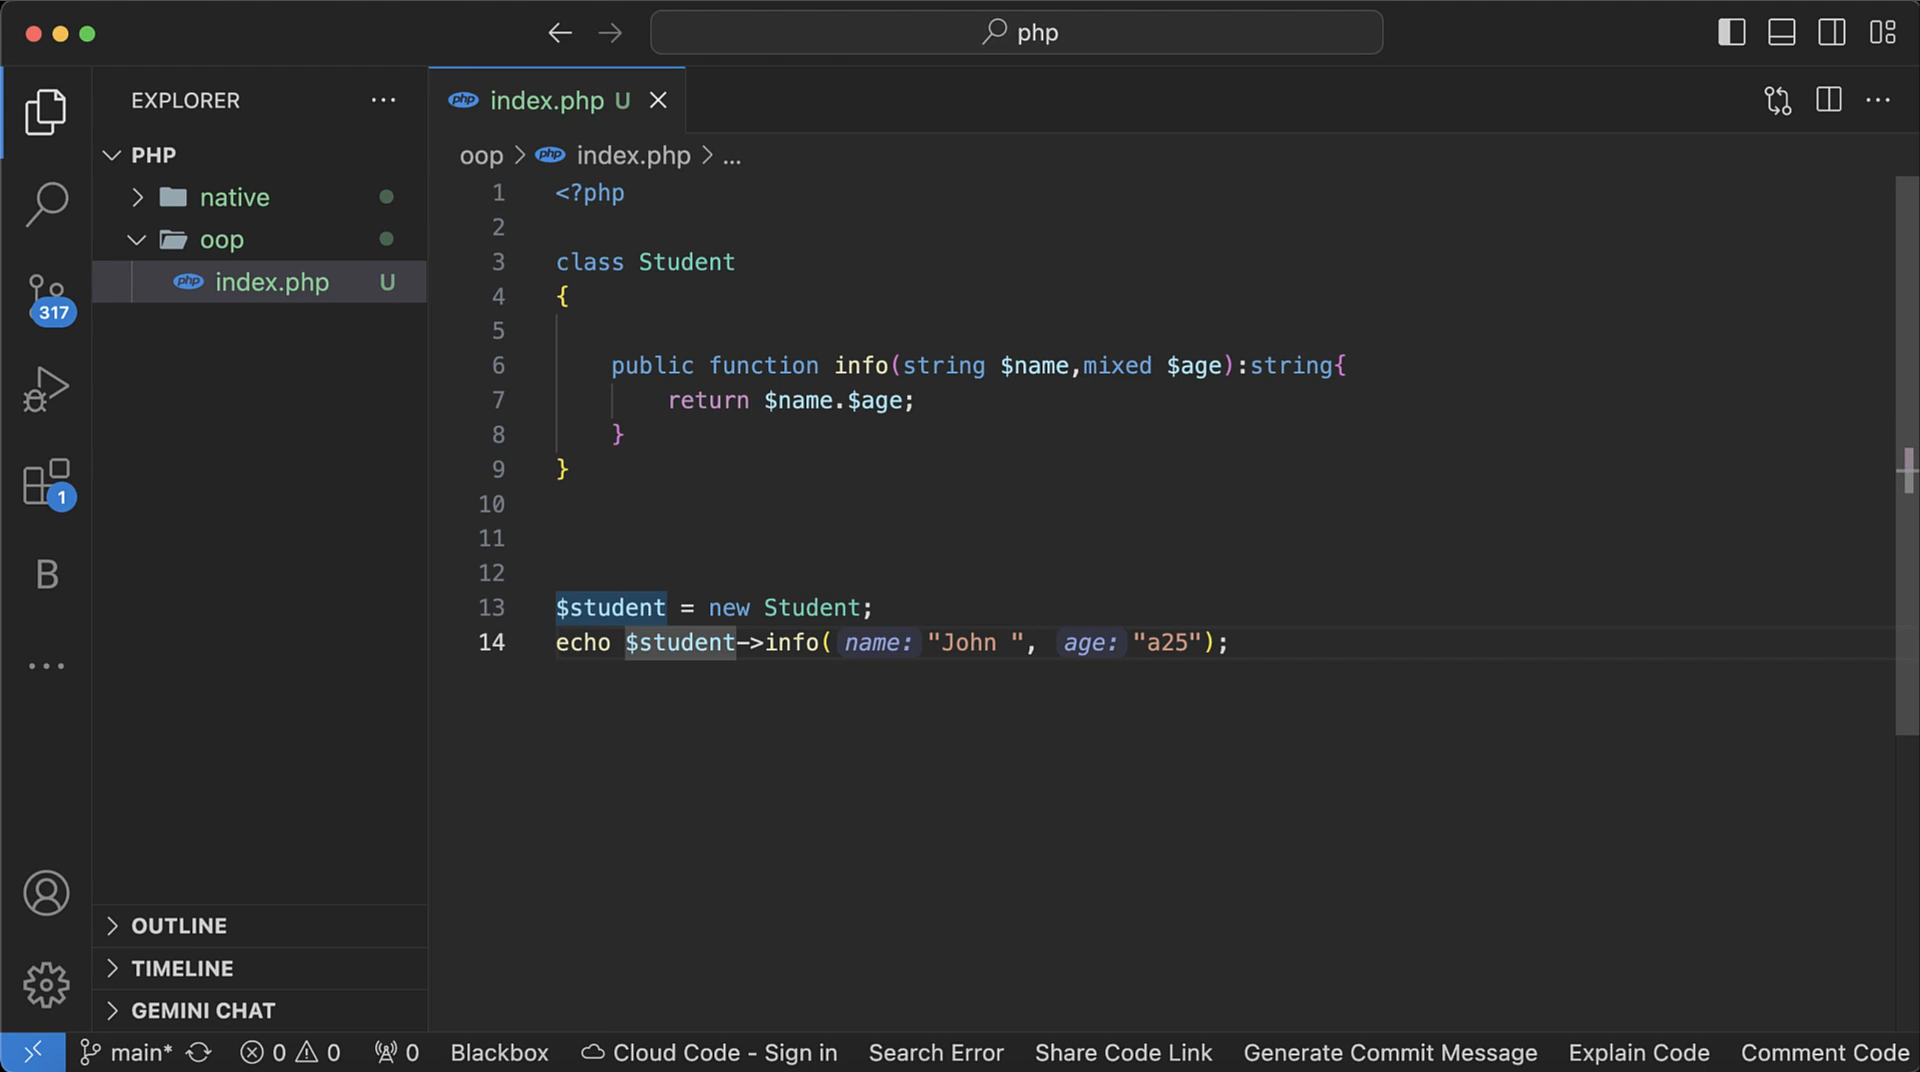 php
EXPLORER
PHP
native
oop
php index.php U
317
1
B
OUTLINE
TIMELINE
GEMINI CHAT
php index.php U
oop > php index.php > ...
1 <?php
2
3 class Student
4 {
5
6 public function info(string $name,mixed $age):string{
7 return $name.$age;
8 }
9 }
10
11
12
13 $student = new Student;
14 echo $student->info( name: "John ", age: "a25");
main* 0 0 0 Blackbox Cloud Code - Sign in Search Error Share Code Link Generate Commit Message Explain Code Comment Code